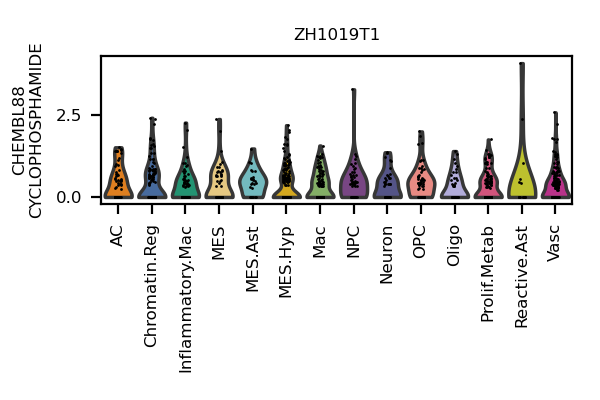 ZH1019T1
CHEMBL88
CYCLOPHOSPHAMIDE
2.5
0.0
AC
Chromatin.Reg
Inflammatory.Mac
MES
MES.Ast
MES.Hyp
Mac
NPC
Neuron
OPC
Oligo
Prolif.Metab
Reactive.Ast
Vasc